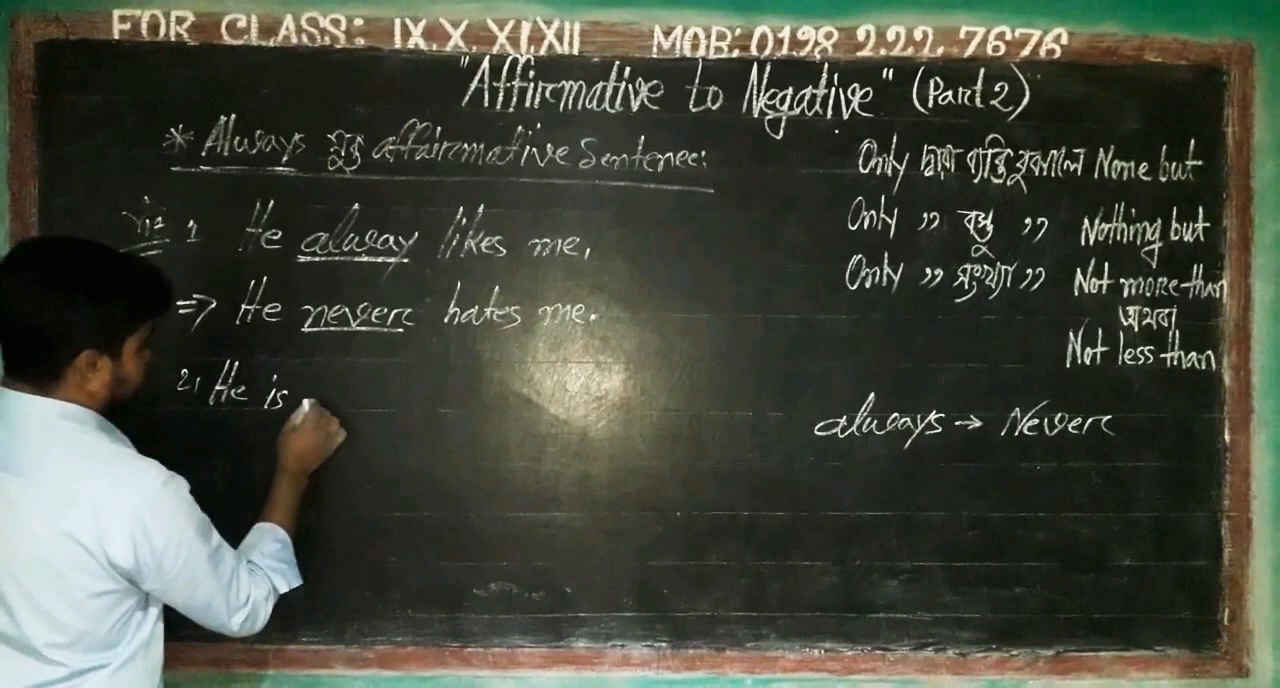 FOR CLASS: IX.X. XI.XII MOB: 0198 222 7676
"Affirmative to Negative" (Part 2)
* Always যুক্ত affairmative Sentence:
1 He alway likes me.
⇒ He never hates me.
2, He is
Only দ্বারা ব্যক্তি বুঝালে None but
Only ,, বস্তু ,, Nothing but
Only ,, সংখ্যা ,, Not more than
অথবা
Not less than
always → Never